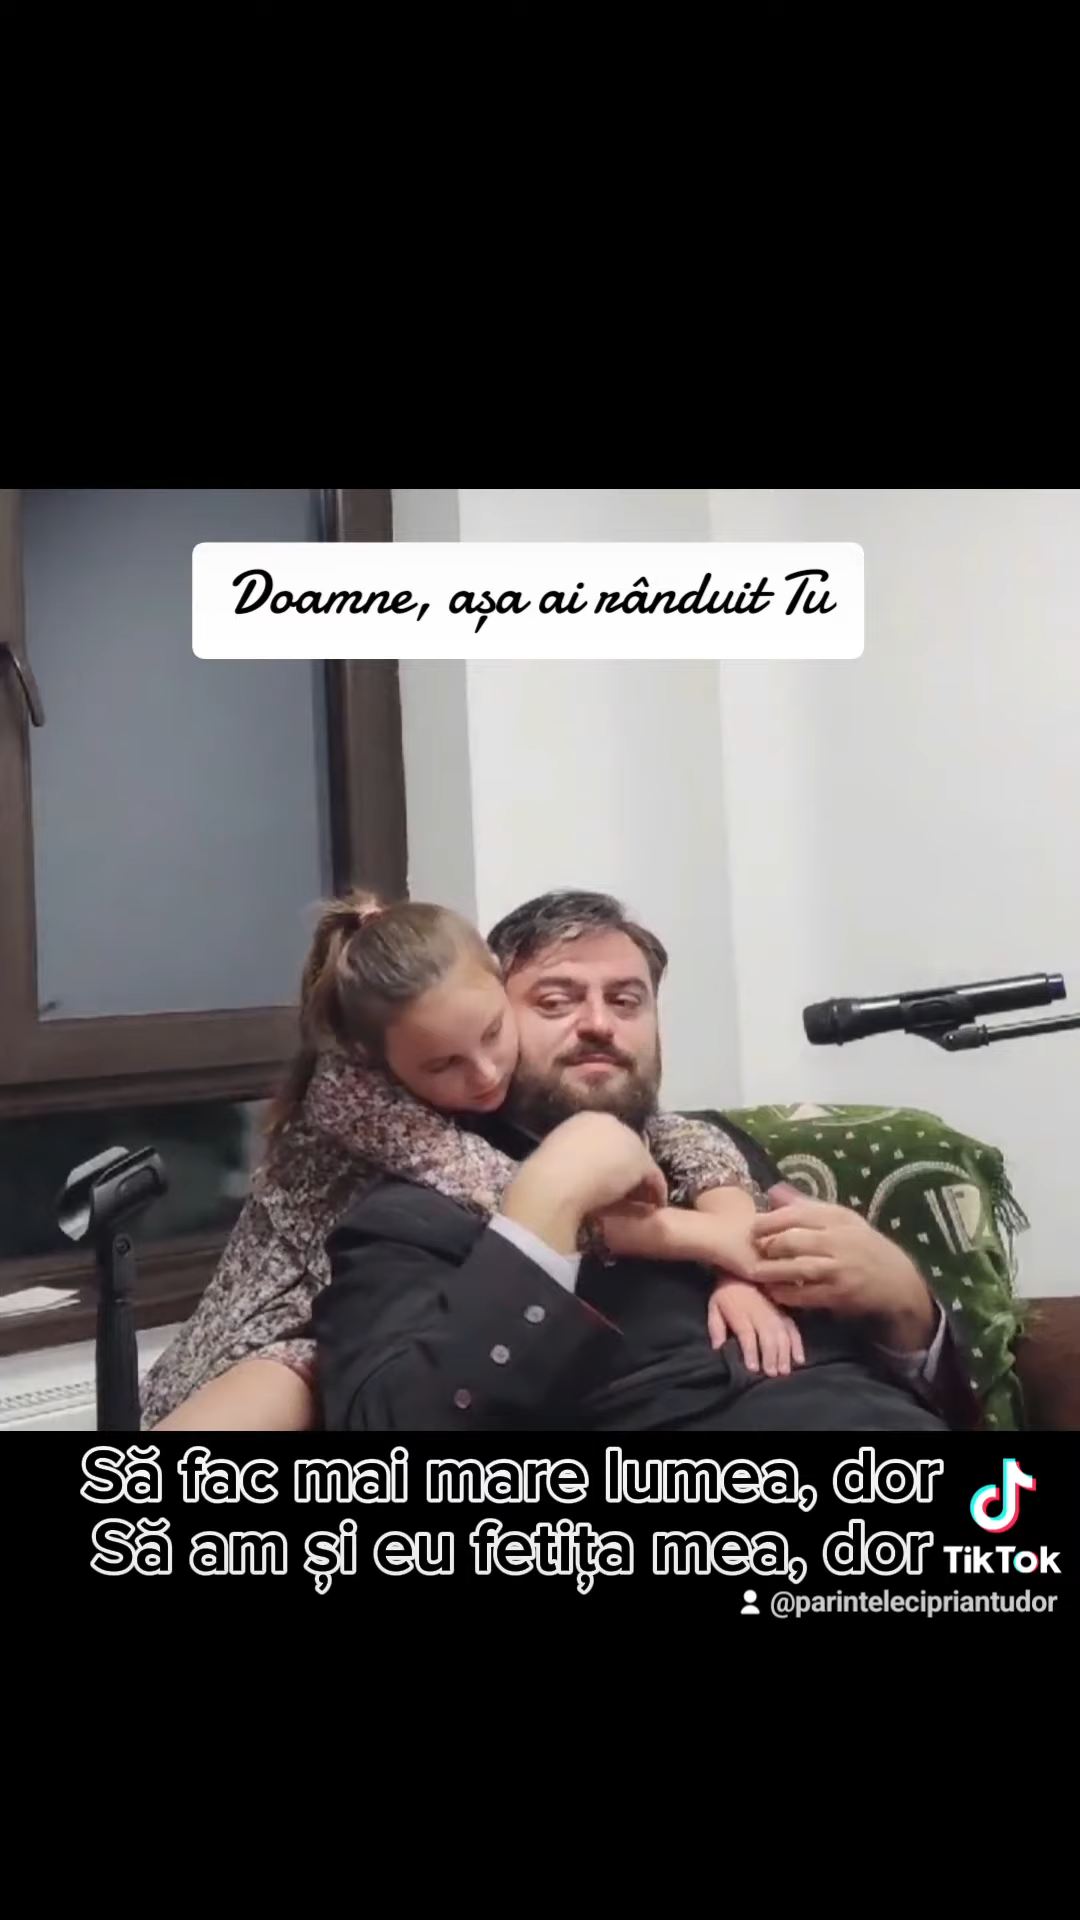 Doamne, așa ai rânduit Tu
Să fac mai mare lumea, dor
Să am și eu fetița mea, dor
TikTok
@parintelecipriantudor